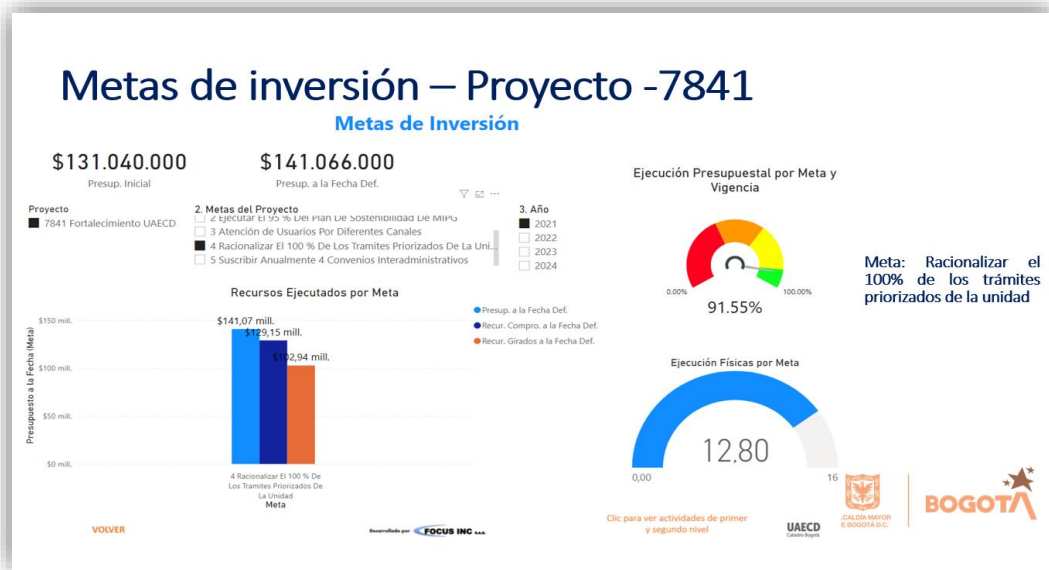 Metas de inversión – Proyecto -7841
Metas de Inversión
$131.040.000
Presup. Inicial
$141.066.000
Presup. a la Fecha Def.
Proyecto
7841 Fortalecimiento UAECD
2. Metas del Proyecto
2 Ejecutar El 95 % Del Plan De Sostenibilidad De MIPG
3 Atención de Usuarios Por Diferentes Canales
4 Racionalizar El 100 % De Los Tramites Priorizados De La Uni...
5 Suscribir Anualmente 4 Convenios Interadministrativos
3. Año
2021
2022
2023
2024
Recursos Ejecutados por Meta
Presupuesto a la Fecha (Meta)
$150 mill.
$100 mill.
$50 mill.
$0 mill.
$141,07 mill.
$129,15 mill.
$102,94 mill.
4 Racionalizar El 100 % De
Los Tramites Priorizados De
La Unidad
Meta
Presup. a la Fecha Def.
Recur. Compro. a la Fecha Def.
Recur. Girados a la Fecha Def.
Ejecución Presupuestal por Meta y
Vigencia
0.00%
100.00%
91.55%
Meta: Racionalizar el
100% de los trámites
priorizados de la unidad
Ejecución Físicas por Meta
12,80
0,00
16
VOLVER
Desarrollado por
FOCUS INC S.A.S.
Clic para ver actividades de primer
y segundo nivel
UAECD
Catastro Bogotá
ALCALDÍA MAYOR
DE BOGOTÁ D.C.
BOGOTÁ